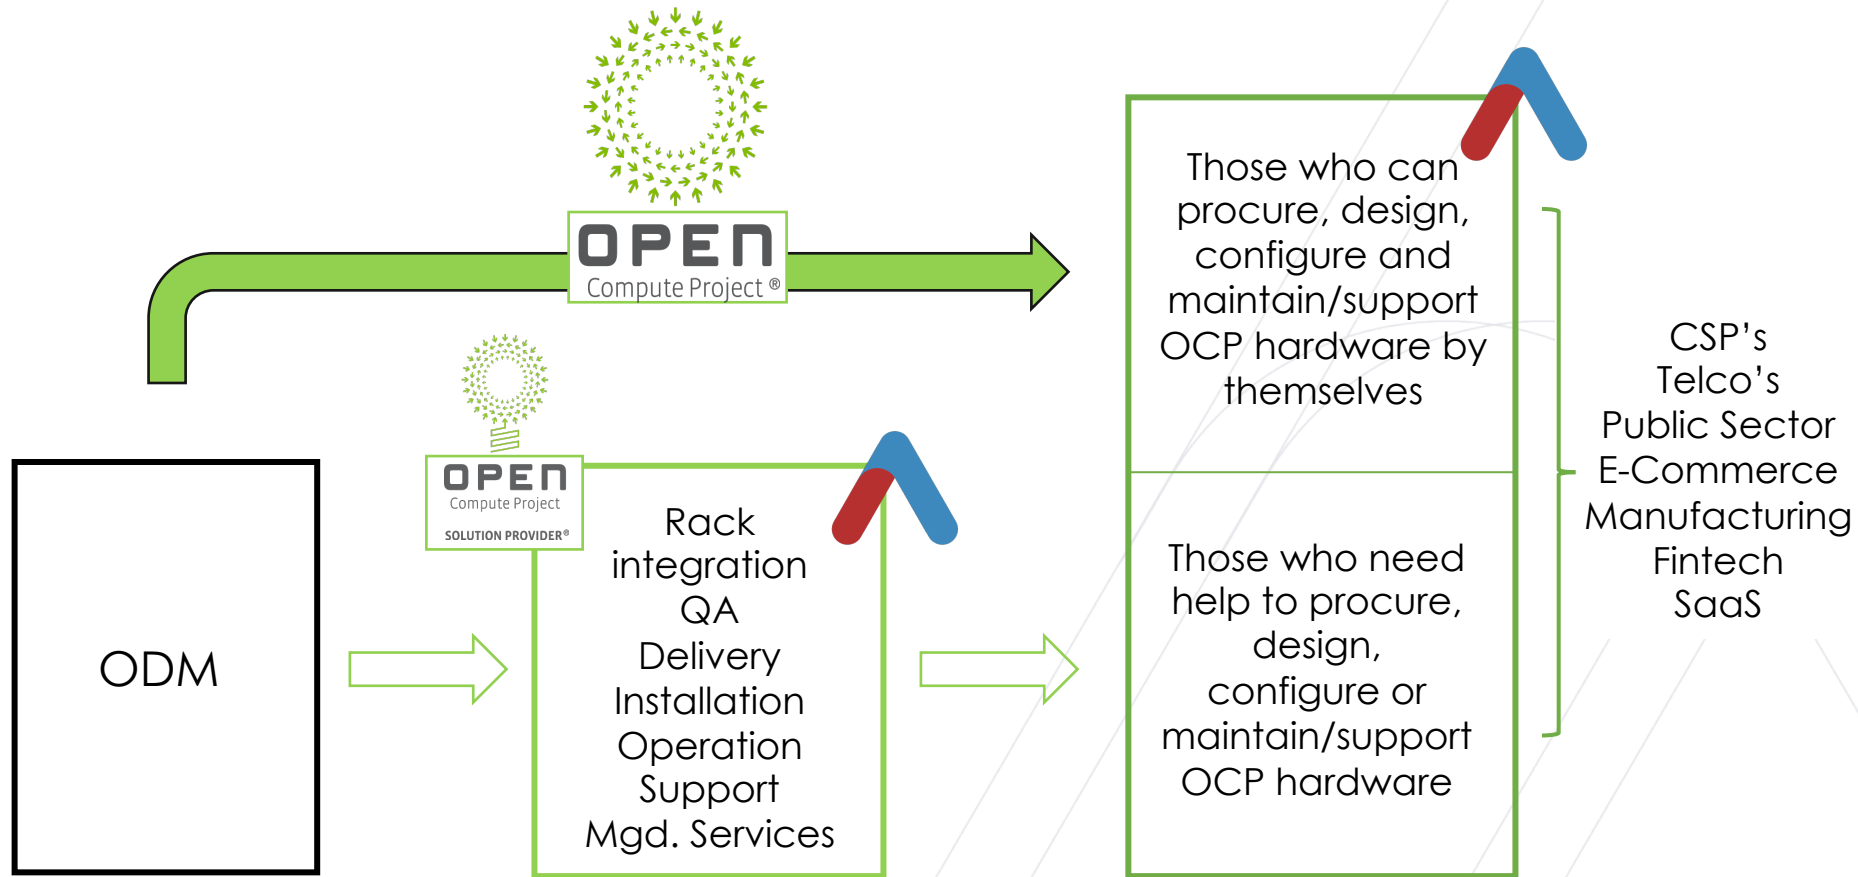 OPEN
Compute Project ®
OPEN
Compute Project
SOLUTION PROVIDER®
ODM
Rack
integration
QA
Delivery
Installation
Operation
Support
Mgd. Services
Those who can
procure, design,
configure and
maintain/support
OCP hardware by
themselves
Those who need
help to procure,
design,
configure or
maintain/support
OCP hardware
CSP’s
Telco’s
Public Sector
E-Commerce
Manufacturing
Fintech
SaaS